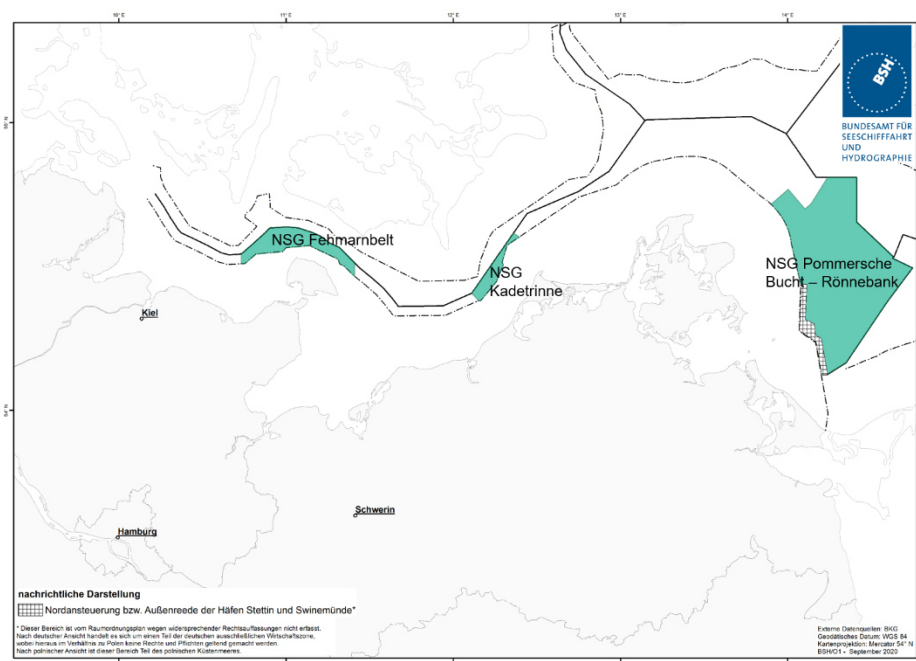 10° E
11° E
12° E
13° E
14° E
BSH
BUNDESAMT FÜR
SEESCHIFFFAHRT
UND
HYDROGRAPHIE
55° N
NSG Fehmarnbelt
NSG
Kadetrinne
NSG Pommersche
Bucht – Rönnebank
Kiel
54° N
Schwerin
Hamburg
nachrichtliche Darstellung
Nordansteuerung bzw. Außenreede der Häfen Stettin und Swinemünde*
* Dieser Bereich ist vom Raumordnungsplan wegen widersprechender Rechtsauffassungen nicht erfasst.
Nach deutscher Ansicht handelt es sich um einen Teil der deutschen ausschließlichen Wirtschaftszone,
wobei hieraus im Verhältnis zu Polen keine Rechte und Pflichten geltend gemacht werden.
Nach polnischer Ansicht ist dieser Bereich Teil des polnischen Küstenmeeres.
Externe Datenquellen: BKG
Geodätisches Datum: WGS 84
Kartenprojektion: Mercator 54° N
BSH/O1 - September 2020